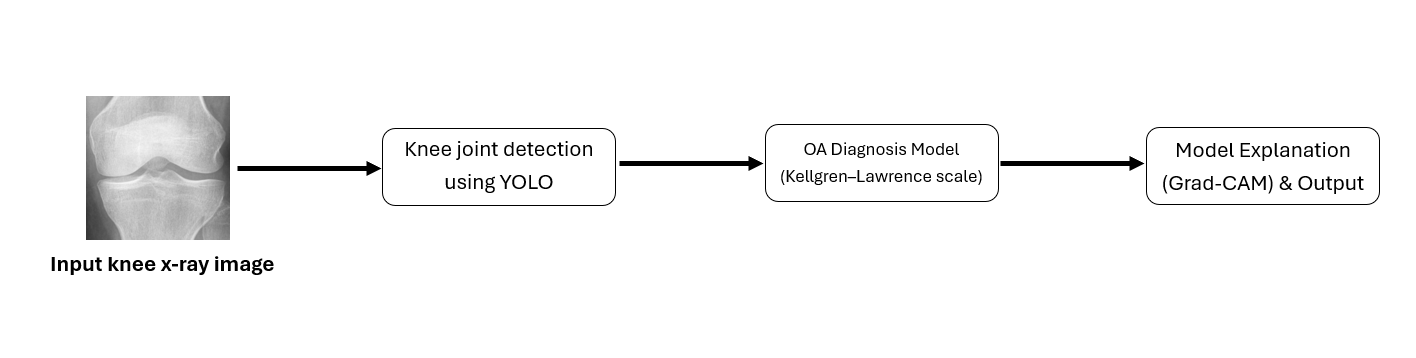 Input knee x-ray image
Knee joint detection
using YOLO
OA Diagnosis Model
(Kellgren–Lawrence scale)
Model Explanation
(Grad-CAM) & Output